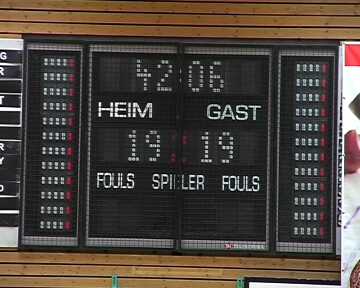 42:06
HEIM GAST
19:19
FOULS SPIELER FOULS